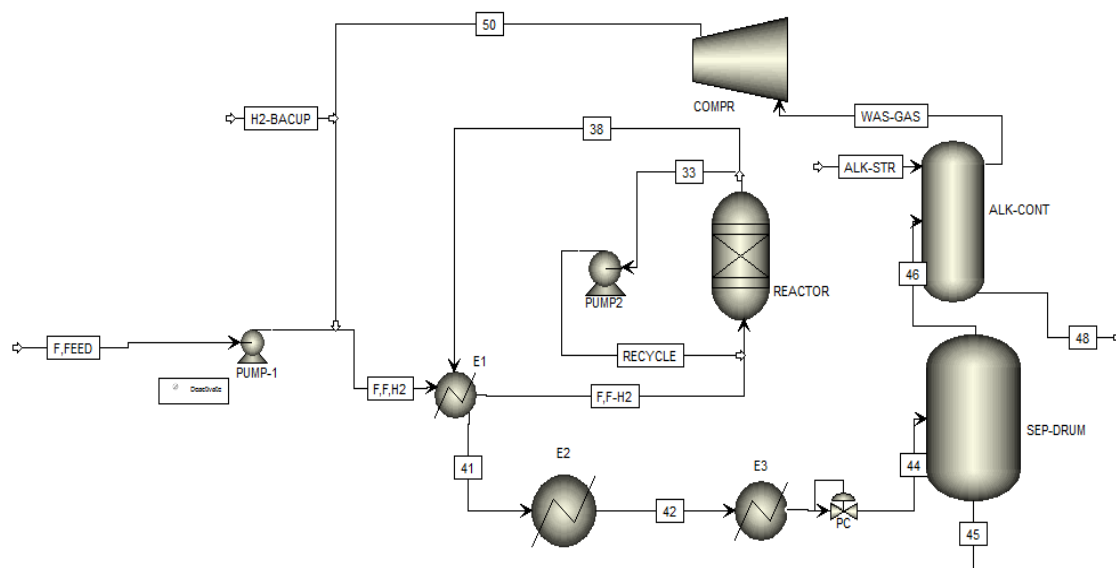 50
COMPR
H2-BACUP
38
WAS-GAS
33
ALK-STR
ALK-CONT
46
REACTOR
PUMP2
F,FEED
PUMP-1
RECYCLE
48
E1
Deactivate
F,F,H2
F,F-H2
SEP-DRUM
E2
E3
41
44
42
PC
45